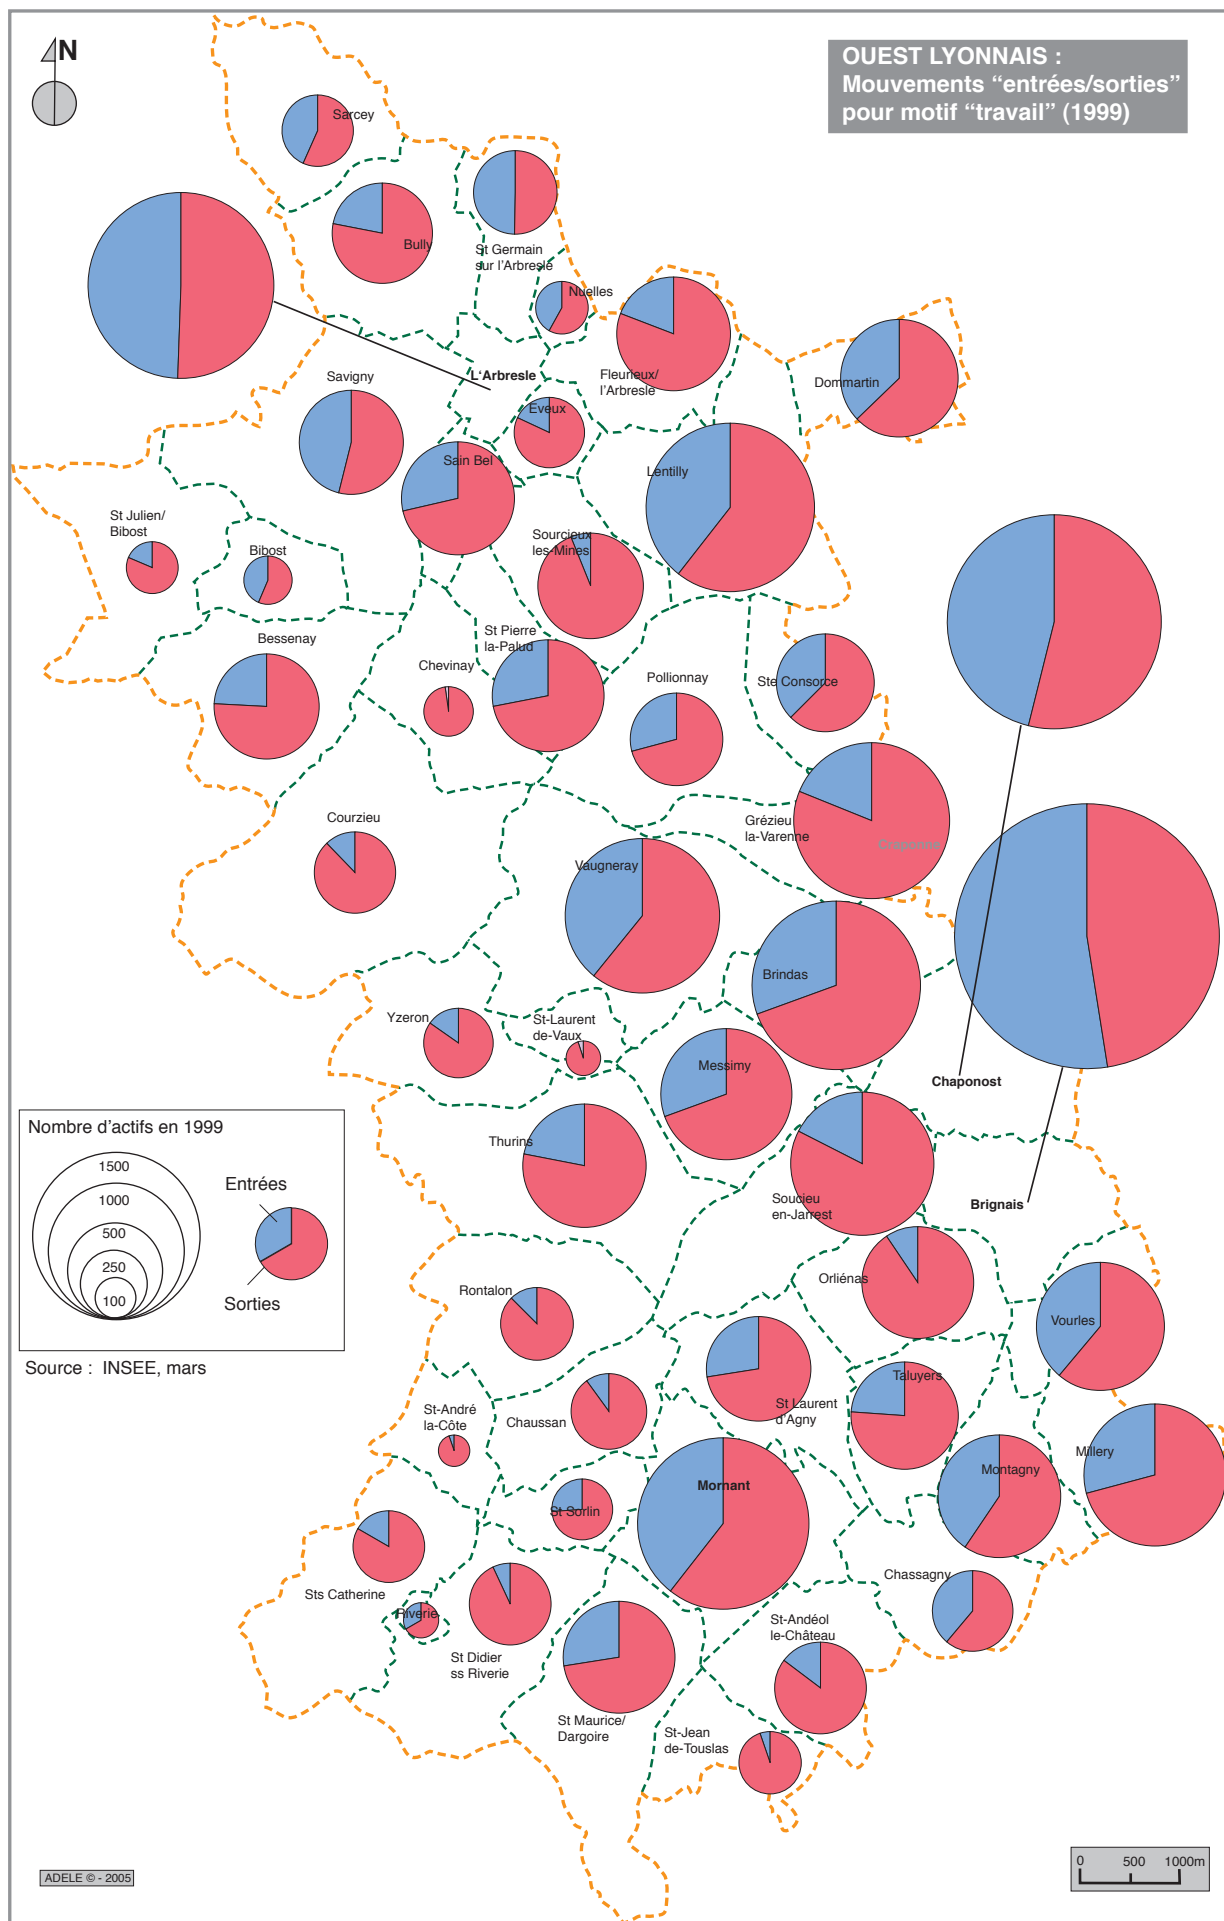 N
OUEST LYONNAIS :
Mouvements “entrées/sorties”
pour motif “travail” (1999)
Sarcey
Bully
St Germain
sur l’Arbresle
Nuelles
L‘Arbresle
Fleurieux/
l’Arbresle
Dommartin
Savigny
Eveux
Sain Bel
Lentilly
St Julien/
Bibost
Bibost
Sourcieux
les-Mines
Bessenay
St Pierre
la-Palud
Chevinay
Pollionnay
Ste Consorce
Courzieu
Grézieu
la-Varenne
Craponne
Vaugneray
Brindas
Yzeron
St-Laurent
de-Vaux
Messimy
Chaponost
Thurins
Soucieu
en-Jarrest
Brignais
Nombre d’actifs en 1999
1500
1000
500
250
100
Entrées
Sorties
Source :  INSEE, mars
Rontalon
Orliénas
Vourles
St-André
la-Côte
Chaussan
St Laurent
d’Agny
Taluyers
Millery
Montagny
Mornant
St Sorlin
Sts Catherine
Riverie
St Didier
ss Riverie
Chassagny
St-Andéol
le-Château
St Maurice/
Dargoire
St-Jean
de-Touslas
ADELE © - 2005
0 500 1000m